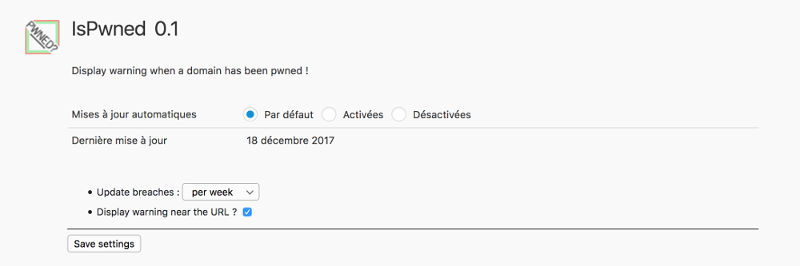 PWNED?
IsPwned 0.1
Display warning when a domain has been pwned !
Mises à jour automatiques Par défaut Activées Désactivées
Dernière mise à jour 18 décembre 2017
• Update breaches : per week
• Display warning near the URL ?
Save settings